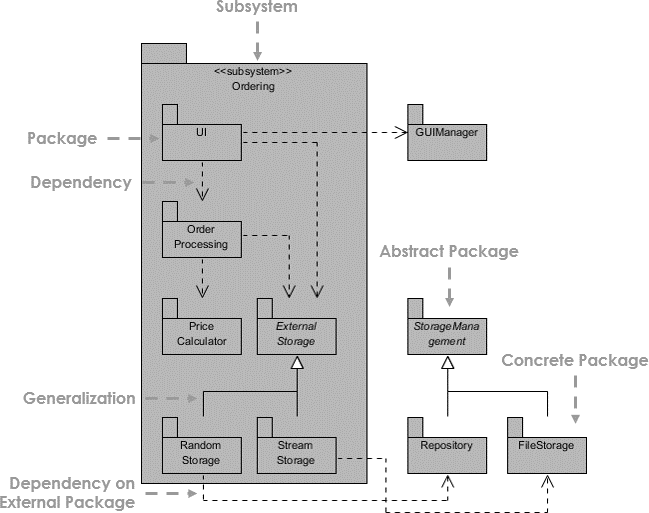 Subsystem
<<subsystem>>
Ordering
Package
UI
GUIManager
Dependency
Order
Processing
Abstract Package
Price
Calculator
External
Storage
StorageMana
gement
Concrete Package
Generalization
Random
Storage
Stream
Storage
Repository
FileStorage
Dependency on
External Package